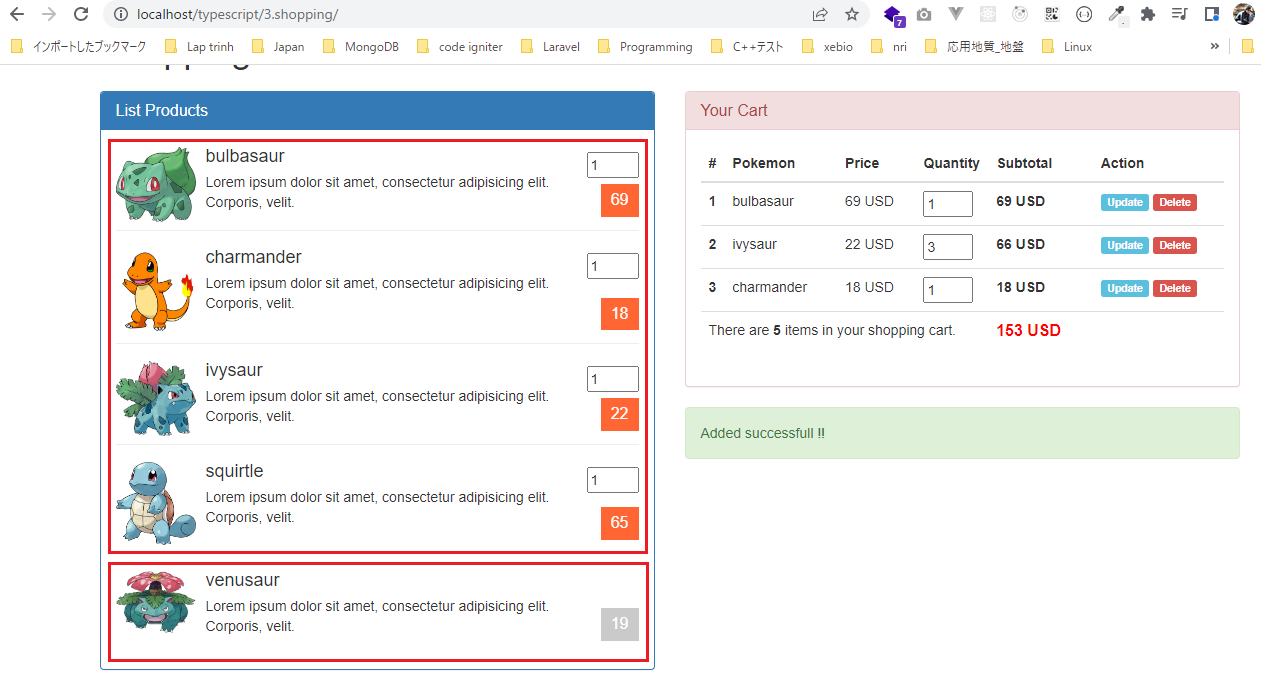 localhost/typescript/3.shopping/
7
インポートしたブックマーク Lap trinh Japan MongoDB code igniter Laravel Programming C++テスト xebio nri 応用地質_地盤 Linux »
List Products
bulbasaur
1
Lorem ipsum dolor sit amet, consectetur adipisicing elit.
Corporis, velit.
69
charmander
1
Lorem ipsum dolor sit amet, consectetur adipisicing elit.
Corporis, velit.
18
ivysaur
1
Lorem ipsum dolor sit amet, consectetur adipisicing elit.
Corporis, velit.
22
squirtle
1
Lorem ipsum dolor sit amet, consectetur adipisicing elit.
Corporis, velit.
65
venusaur
Lorem ipsum dolor sit amet, consectetur adipisicing elit.
Corporis, velit.
19
Your Cart
# Pokemon Price Quantity Subtotal Action
1 bulbasaur 69 USD 1 69 USD Update Delete
2 ivysaur 22 USD 3 66 USD Update Delete
3 charmander 18 USD 1 18 USD Update Delete
There are 5 items in your shopping cart. 153 USD
Added successfull !!